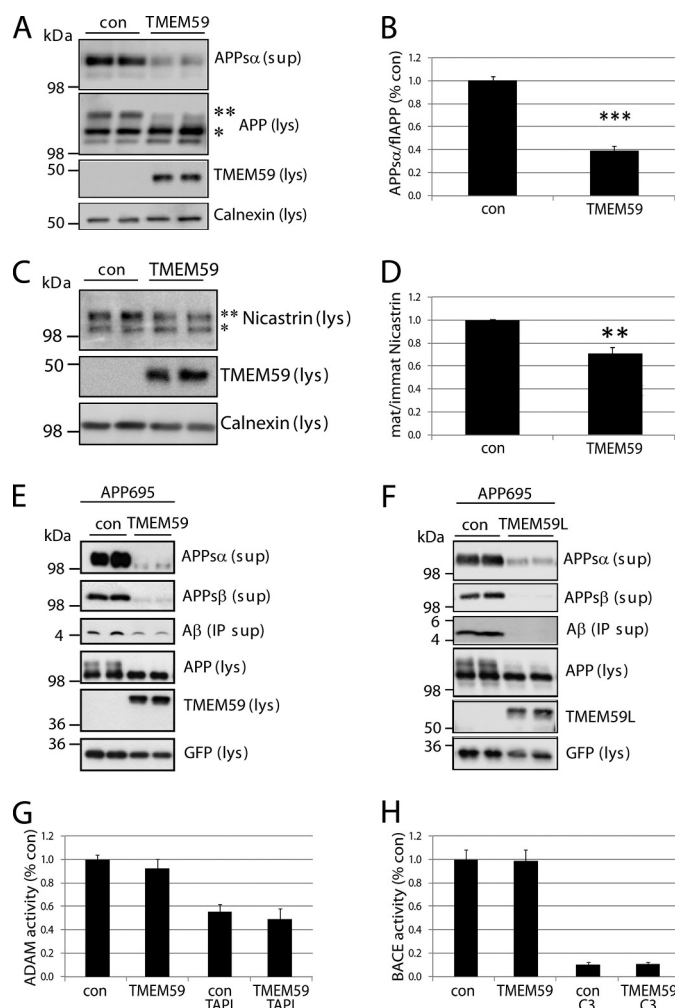 A
kDa
con TMEM59
APPsα (sup)
98
**
APP (lys)
*
98
50
TMEM59 (lys)
50
Calnexin (lys)
B
APPsα/flAPP (% con)
1.2
1.0
0.8
0.6
0.4
0.2
0.0
***
con TMEM59
C
kDa
con TMEM59
** Nicastrin (lys)
*
98
50
TMEM59 (lys)
98
Calnexin (lys)
D
mat/immat Nicastrin
1.2
1.0
0.8
0.6
0.4
0.2
0.0
**
con TMEM59
E
APP695
kDa
con TMEM59
APPsα (sup)
98
APPsβ (sup)
98
4
Aβ (IP sup)
APP (lys)
98
TMEM59 (lys)
36
36
GFP (lys)
F
APP695
kDa
con TMEM59L
APPsα (sup)
98
APPsβ (sup)
98
6
Aβ (IP sup)
4
APP (lys)
98
TMEM59L
50
36
GFP (lys)
G
ADAM activity (% con)
1.2
1.0
0.8
0.6
0.4
0.2
0.0
con TMEM59 con TMEM59
TAPI TAPI
H
BACE activity (% con)
1.2
1.0
0.8
0.6
0.4
0.2
0.0
con TMEM59 con TMEM59
C3 C3